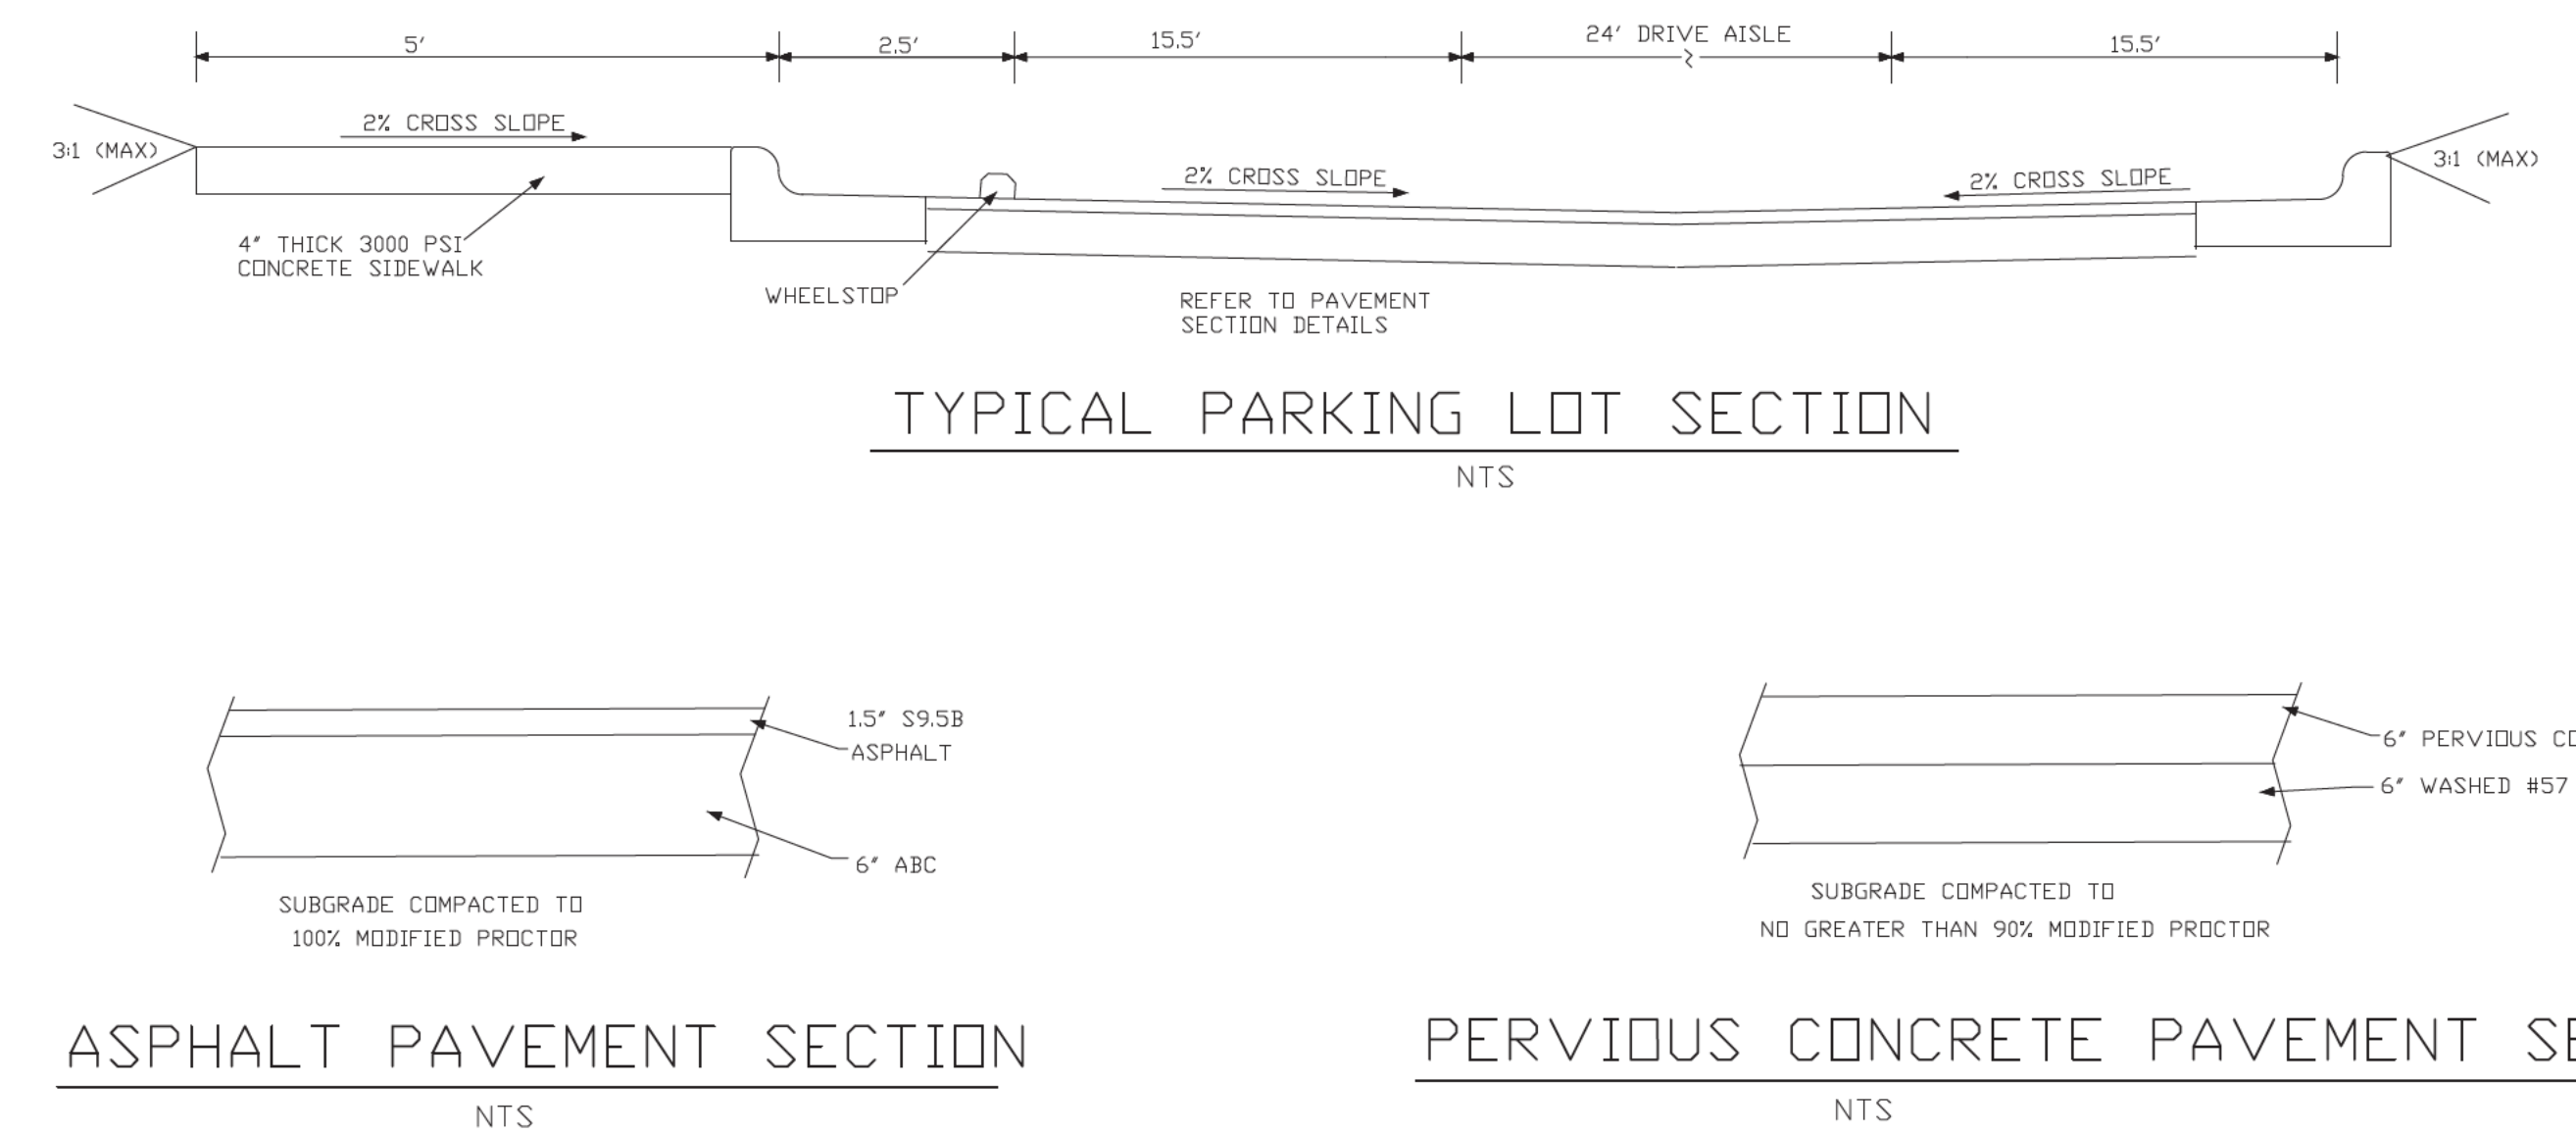 5′
2.5′
15.5′
24′ DRIVE AISLE
15.5′
2% CROSS SLOPE
3:1 (MAX)
2% CROSS SLOPE
2% CROSS SLOPE
3:1 (MAX)
4″ THICK 3000 PSI
CONCRETE SIDEWALK
WHEELSTOP
REFER TO PAVEMENT
SECTION DETAILS
TYPICAL PARKING LOT SECTION
NTS
1.5″ S9.5B
ASPHALT
6″ ABC
SUBGRADE COMPACTED TO
100% MODIFIED PROCTOR
ASPHALT PAVEMENT SECTION
NTS
6″ PERVIOUS
6″ WASHED #57
SUBGRADE COMPACTED TO
NO GREATER THAN 90% MODIFIED PROCTOR
PERVIOUS CONCRETE PAVEMENT
NTS